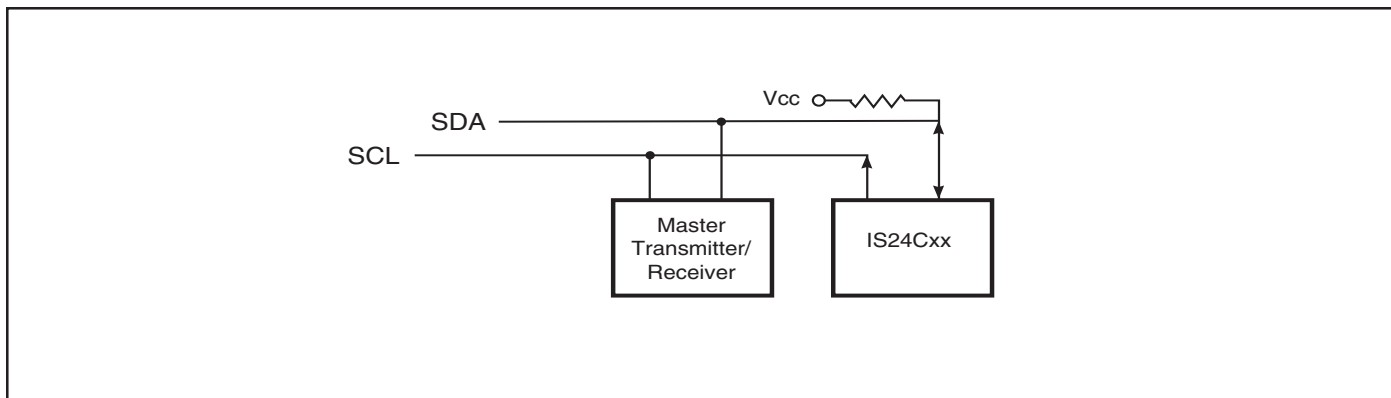 Vcc
SDA
SCL
Master
Transmitter/
Receiver
IS24Cxx